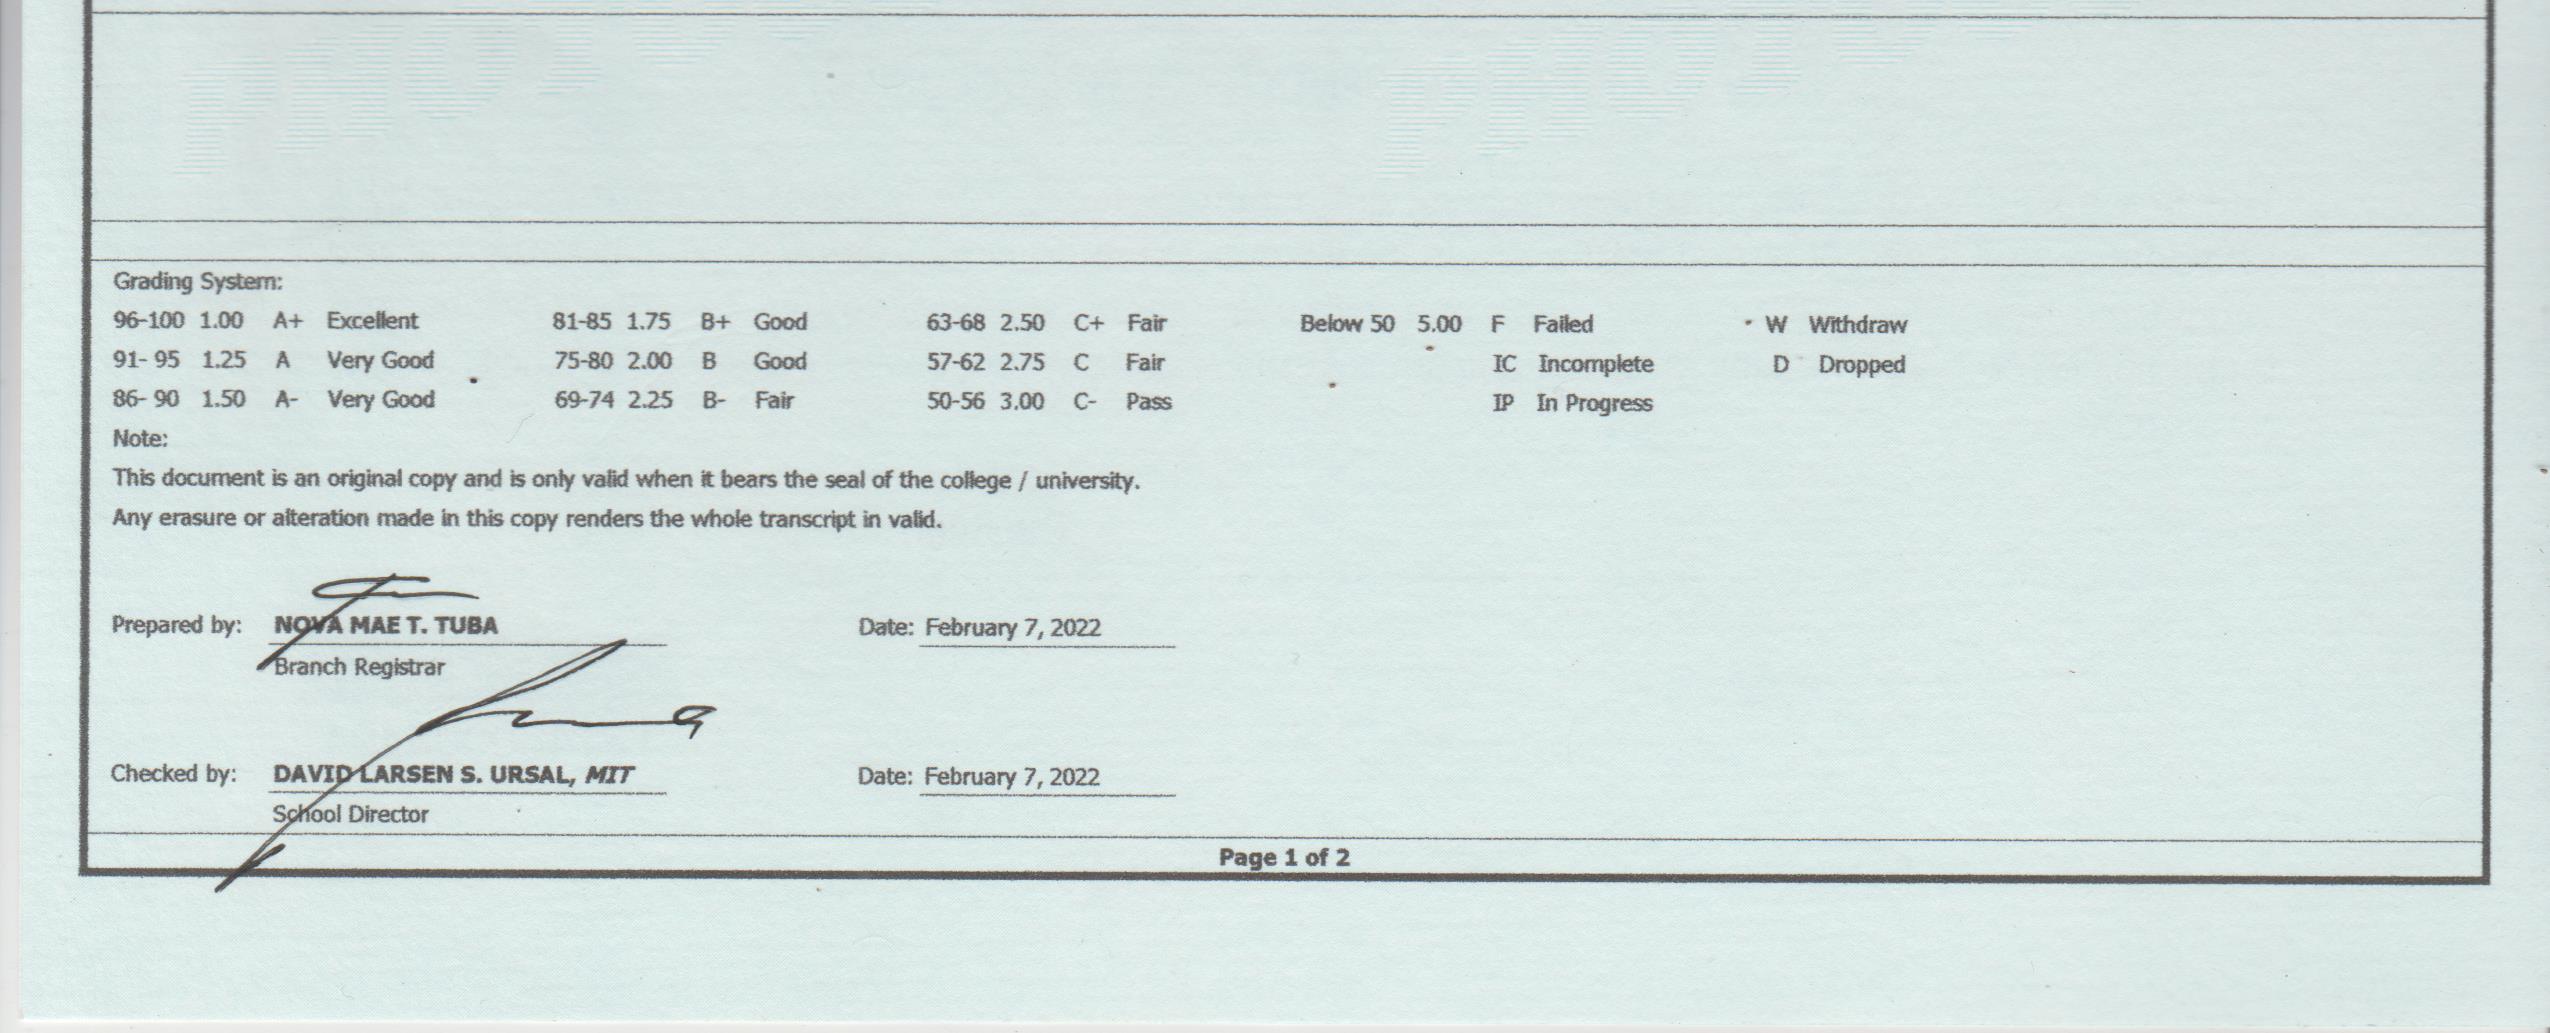 Grading System:
96-100 1.00 A+ Excellent 81-85 1.75 B+ Good 63-68 2.50 C+ Fair Below 50 5.00 F Failed W Withdraw
91- 95 1.25 A Very Good 75-80 2.00 B Good 57-62 2.75 C Fair IC Incomplete D Dropped
86- 90 1.50 A- Very Good 69-74 2.25 B- Fair 50-56 3.00 C- Pass IP In Progress
Note:
This document is an original copy and is only valid when it bears the seal of the college / university.
Any erasure or alteration made in this copy renders the whole transcript in valid.
Prepared by: NOVA MAE T. TUBA Date: February 7, 2022
Branch Registrar
Checked by: DAVID LARSEN S. URSAL, MIT Date: February 7, 2022
School Director
Page 1 of 2